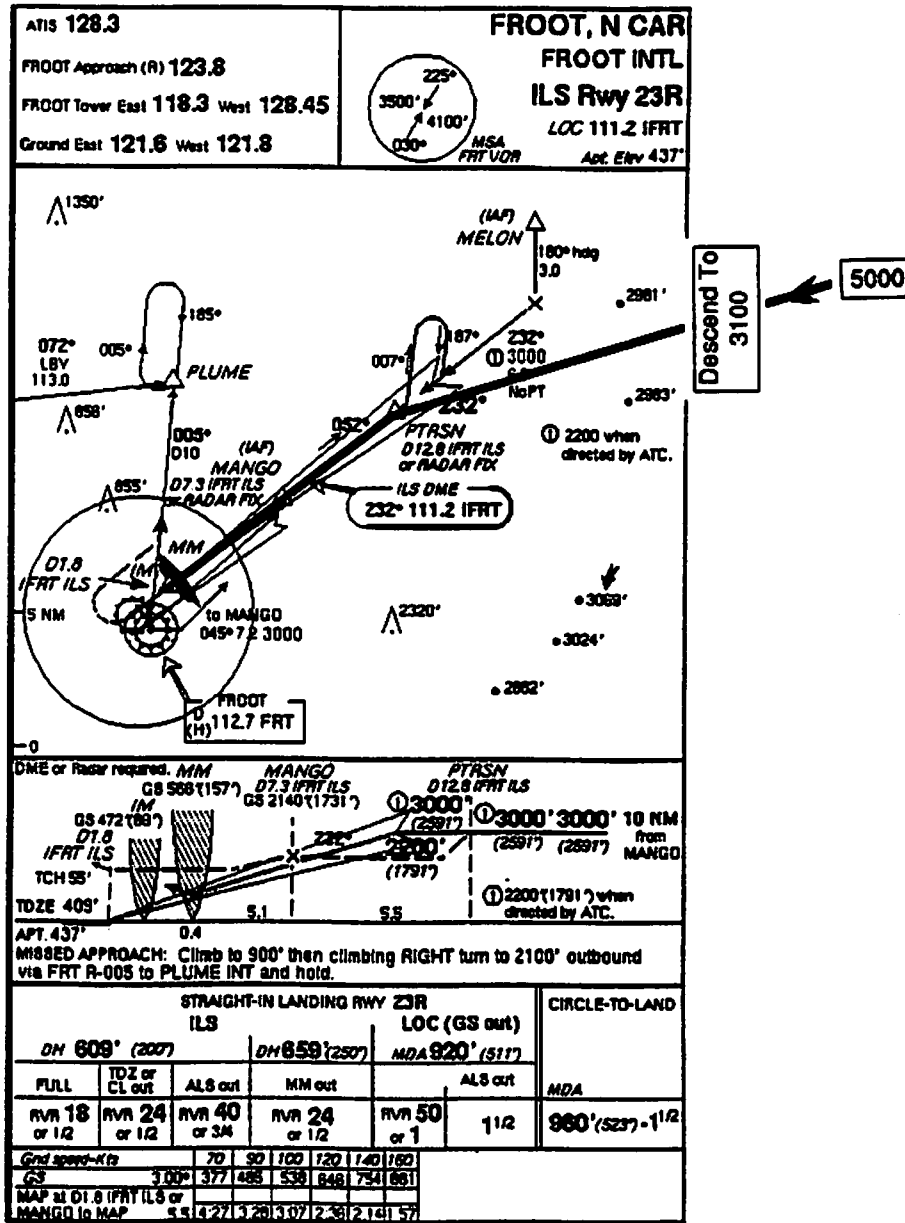 ATIS 128.3
FROOT Approach (R) 123.8
FROOT Tower East 118.3 West 128.45
Ground East 121.6 West 121.8
225°
3500'
4100'
030°
MSA
FRT VOR
FROOT, N CAR
FROOT INTL
ILS Rwy 23R
LOC 111.2 IFRT
Apt. Elev 437'
1350'
(IAF)
MELON
180° hdg
3.0
2981'
Descend To
3100
5000
185°
005°
072°
LBY
113.0
PLUME
187°
007°
232°
3000
NoPT
232°
2983'
858'
052°
PTRSN
D12.8 IFRT ILS
or RADAR FIX
1 2200 when
directed by ATC.
005°
D10
(IAF)
MANGO
D7.3 IFRT ILS
or RADAR FIX
855'
ILS DME
232° 111.2 IFRT
MM
IM
D1.8
IFRT ILS
5 NM
to MANGO
045° 7.2 3000
2320'
3069'
3024'
2882'
FROOT
D
(H) 112.7 FRT
0
DME or Radar required.
MM
GS 566'(157')
MANGO
D7.3 IFRT ILS
GS 2140'(1731')
PTRSN
D12.8 IFRT ILS
IM
GS 472'(63')
D1.8
IFRT ILS
TCH 55'
TDZE 409'
APT. 437'
232°
1 3000'
(2591')
2200'
(1791')
1 3000' 3000' 10 NM
(2591') (2591') from
MANGO
1 2200'(1791') when
directed by ATC.
0.4
5.1
5.5
MISSED APPROACH: Climb to 900' then climbing RIGHT turn to 2100' outbound
via FRT R-005 to PLUME INT and hold.
STRAIGHT-IN LANDING RWY 23R
CIRCLE-TO-LAND
ILS
LOC (GS out)
DH 609' (200')
DH 659' (250')
MDA 920' (511')
FULL
TDZ or
CL out
ALS out
MM out
ALS out
MDA
RVR 18
or 1/2
RVR 24
or 1/2
RVR 40
or 3/4
RVR 24
or 1/2
RVR 50
or 1
1 1/2
960' (523') - 1 1/2
Gnd speed-Kts 70 90 100 120 140 160
GS 3.00° 377 485 538 646 754 861
MAP at D1.8 IFRT ILS or
MANGO to MAP 5.5 4:27 3:28 3:07 2:36 2:14 1:57